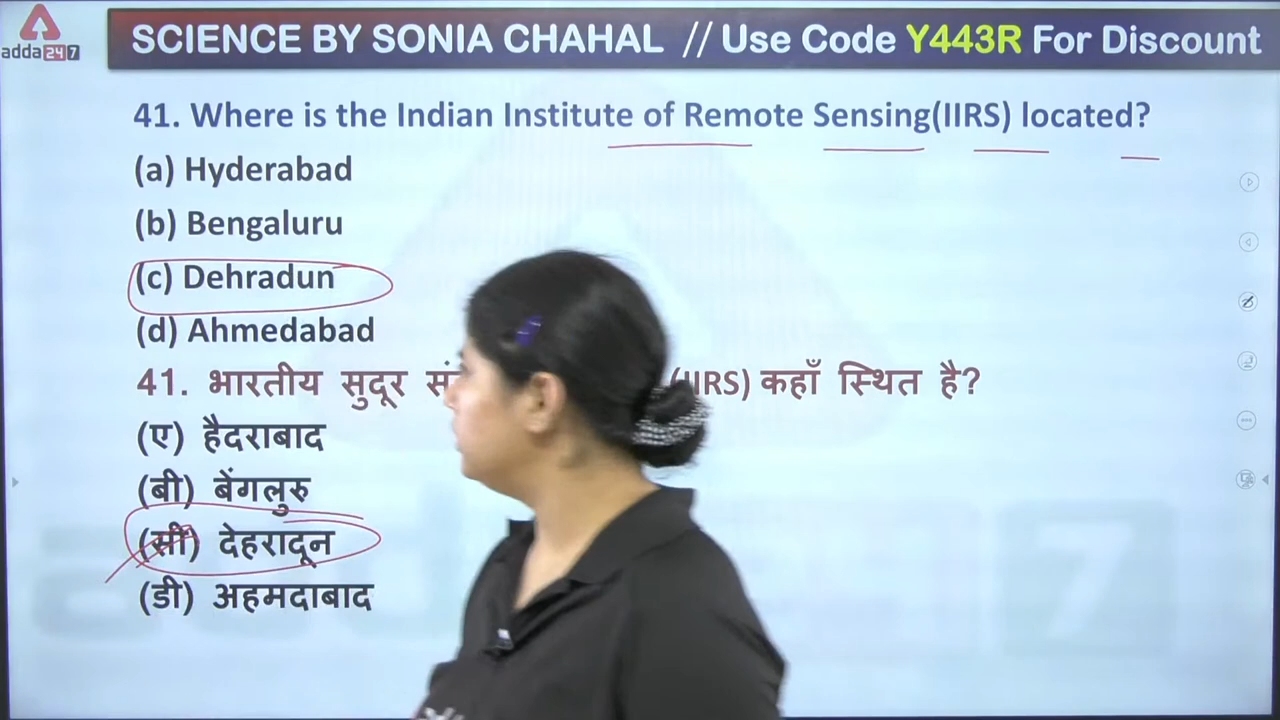 SCIENCE BY SONIA CHAHAL // Use Code Y443R For Discount
adda247
41. Where is the Indian Institute of Remote Sensing(IIRS) located?
(a) Hyderabad
(b) Bengaluru
(c) Dehradun
(d) Ahmedabad
41. भारतीय सुदूर (IIRS) कहाँ स्थित है?
(ए) हैदराबाद
(बी) बेंगलुरु
(सी) देहरादून
(डी) अहमदाबाद